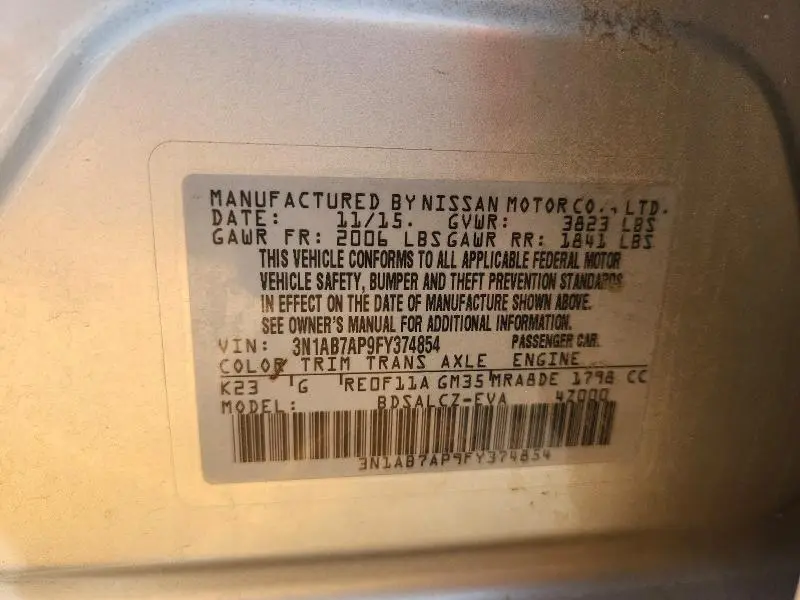 MANUFACTURED BY NISSAN MOTOR CO., LTD.
DATE: 11/15. GVWR: 3823 LBS
GAWR FR: 2006 LBS GAWR RR: 1841 LBS
THIS VEHICLE CONFORMS TO ALL APPLICABLE FEDERAL MOTOR
VEHICLE SAFETY, BUMPER AND THEFT PREVENTION STANDARDS
IN EFFECT ON THE DATE OF MANUFACTURE SHOWN ABOVE.
SEE OWNER'S MANUAL FOR ADDITIONAL INFORMATION.
VIN: 3N1AB7AP9FY374854 PASSENGER CAR.
COLOR TRIM TRANS AXLE ENGINE
K23 G RE0F11A GM35 MRA8DE 1798 CC
MODEL: BDSALCZ-EVA 4Z000
3N1AB7AP9FY374854